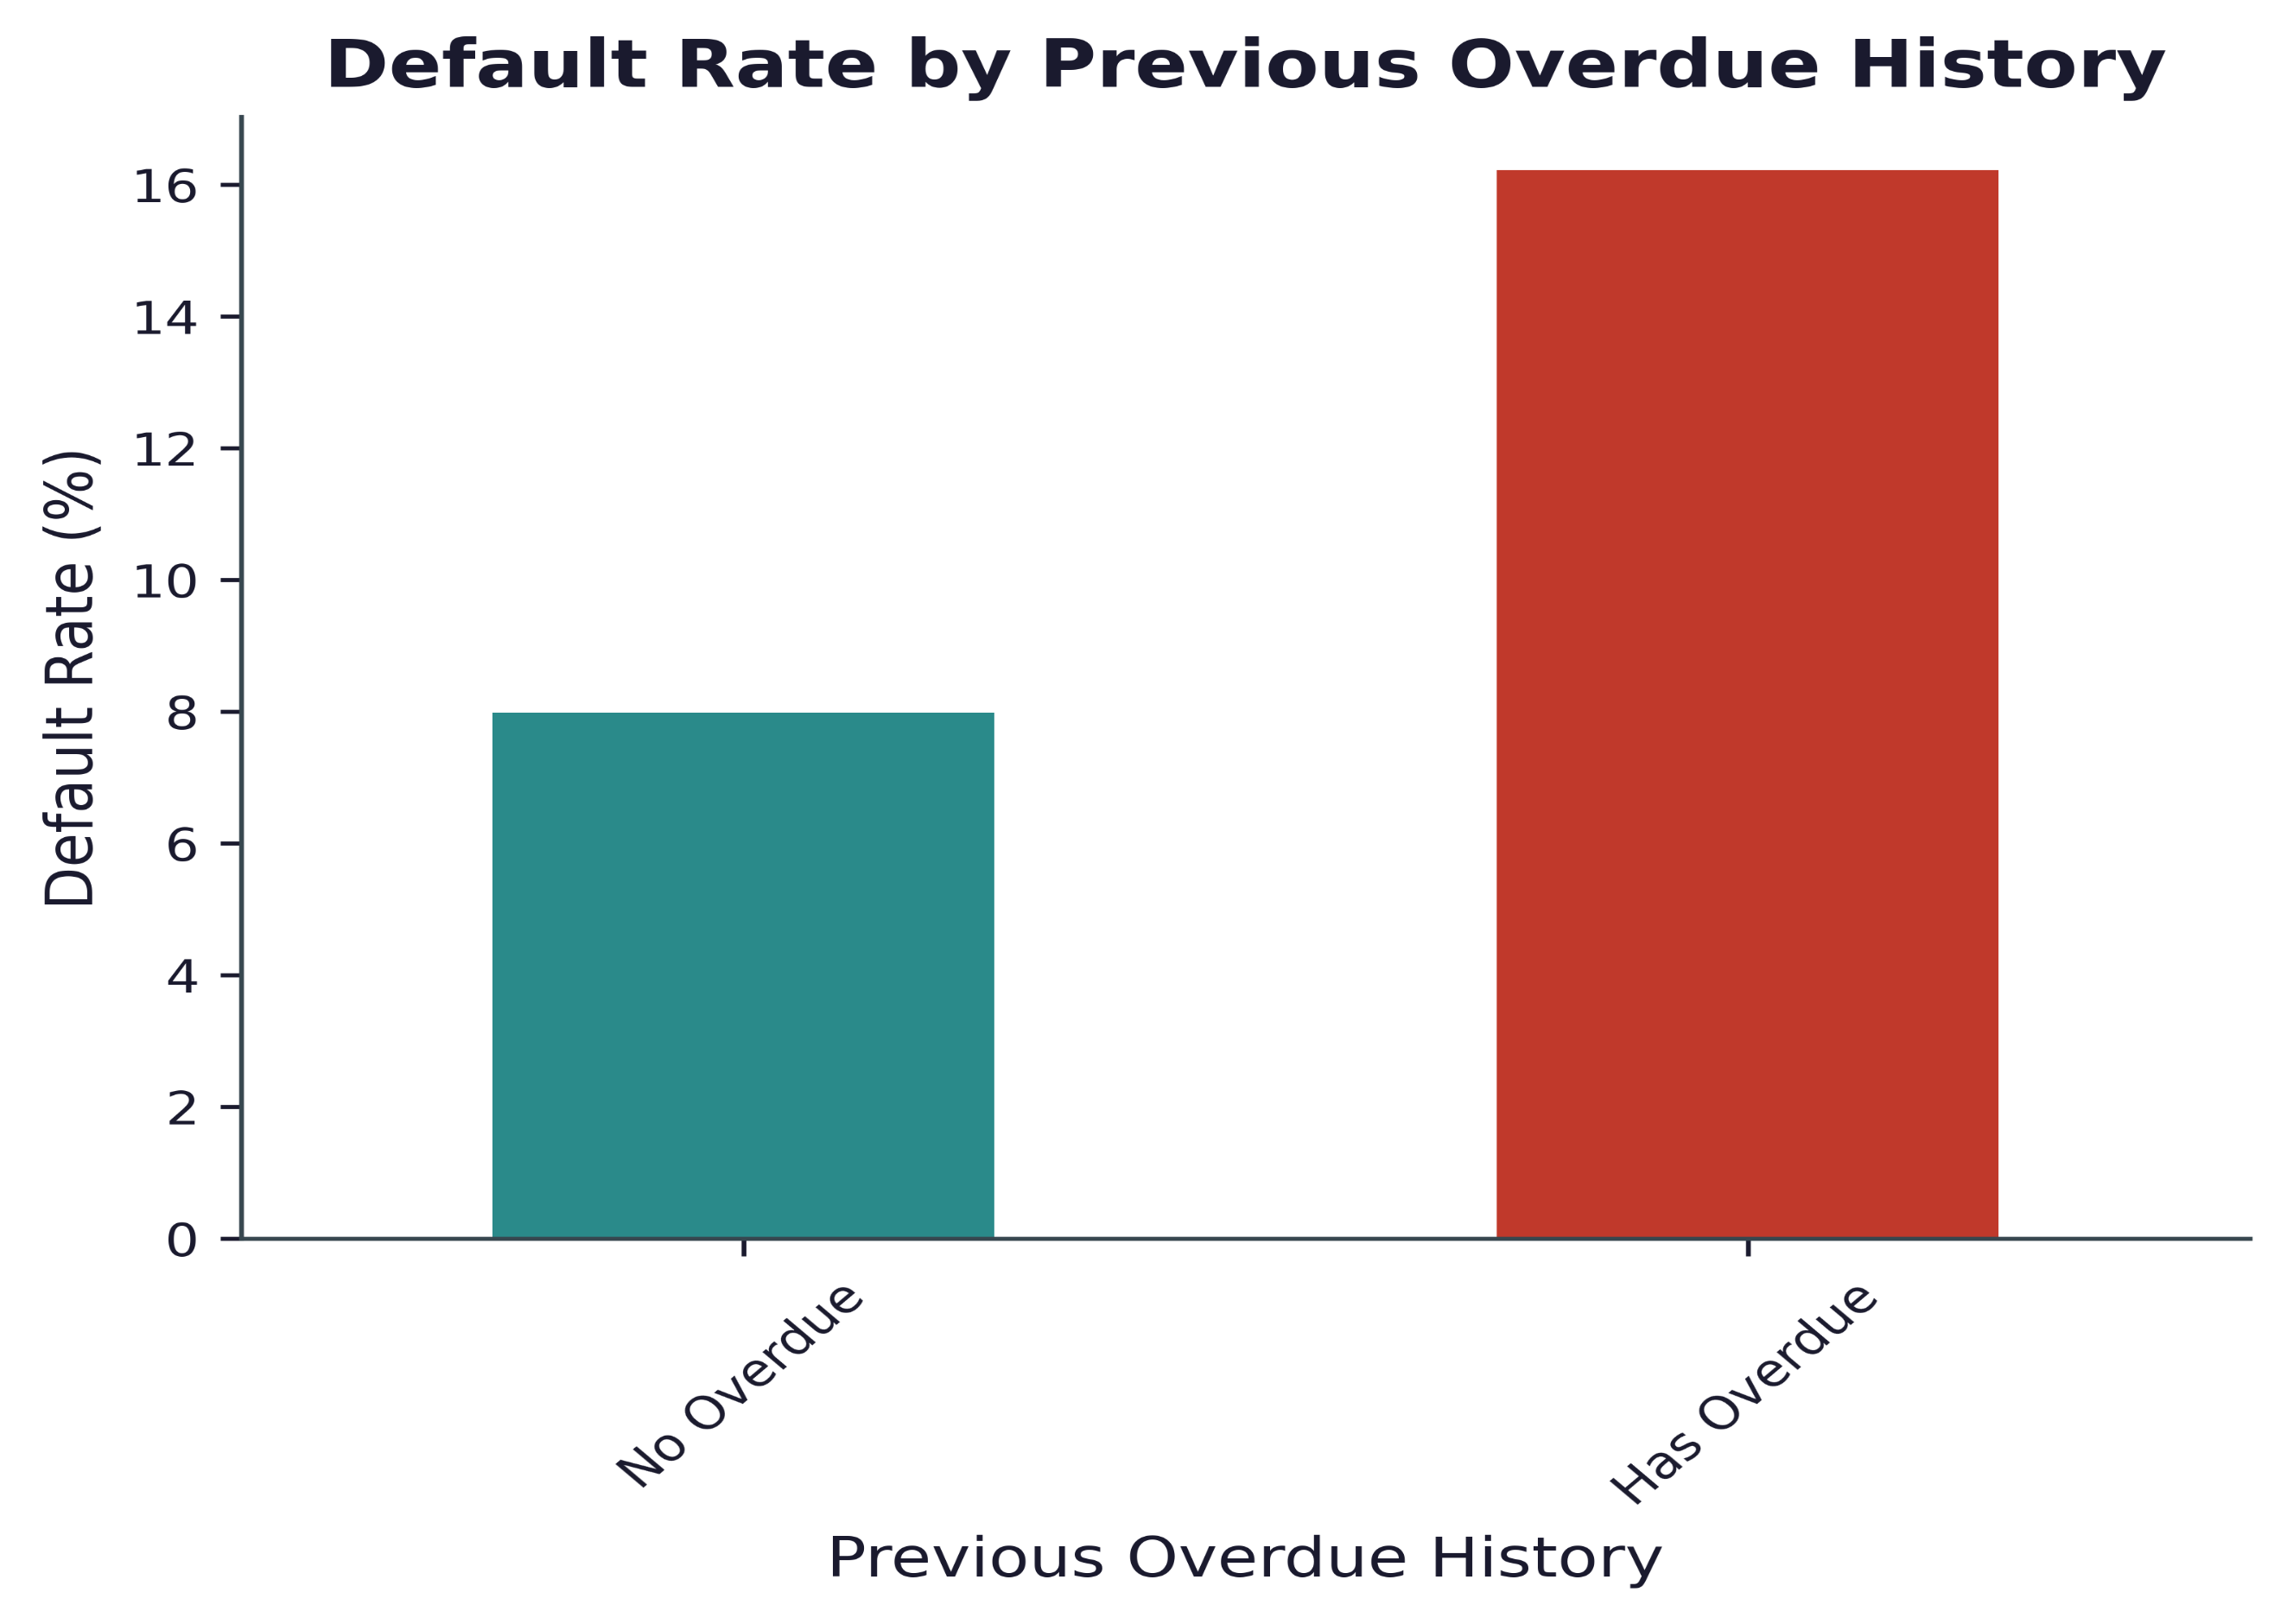 Default Rate by Previous Overdue History
Default Rate (%)
16
14
12
10
8
6
4
2
0
No Overdue
Has Overdue
Previous Overdue History